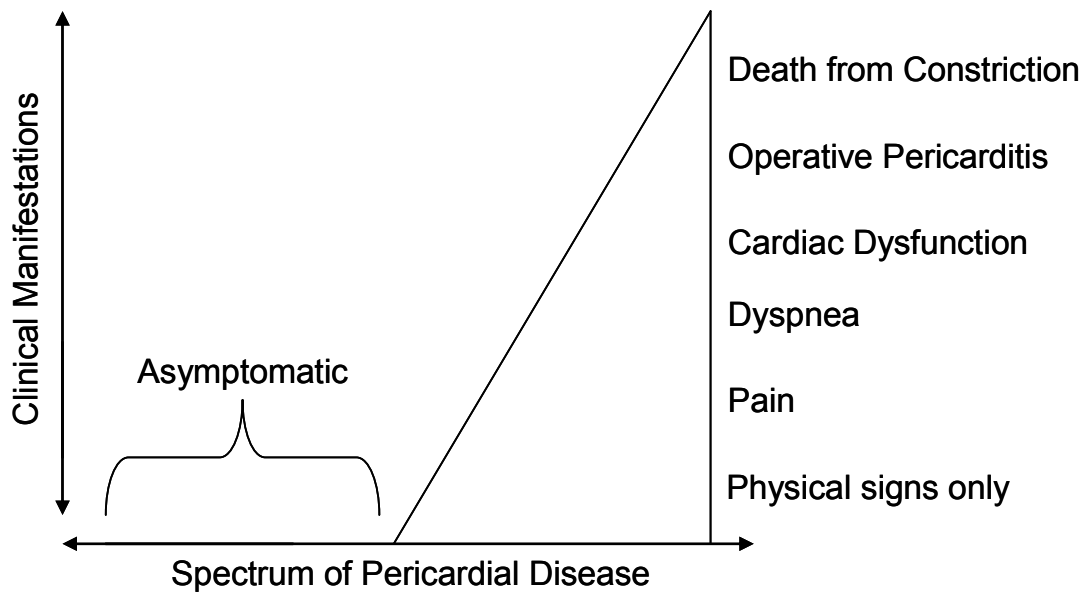 Death from Constriction
Operative Pericarditis
Cardiac Dysfunction
Dyspnea
Pain
Physical signs only
Clinical Manifestations
Asymptomatic
Spectrum of Pericardial Disease